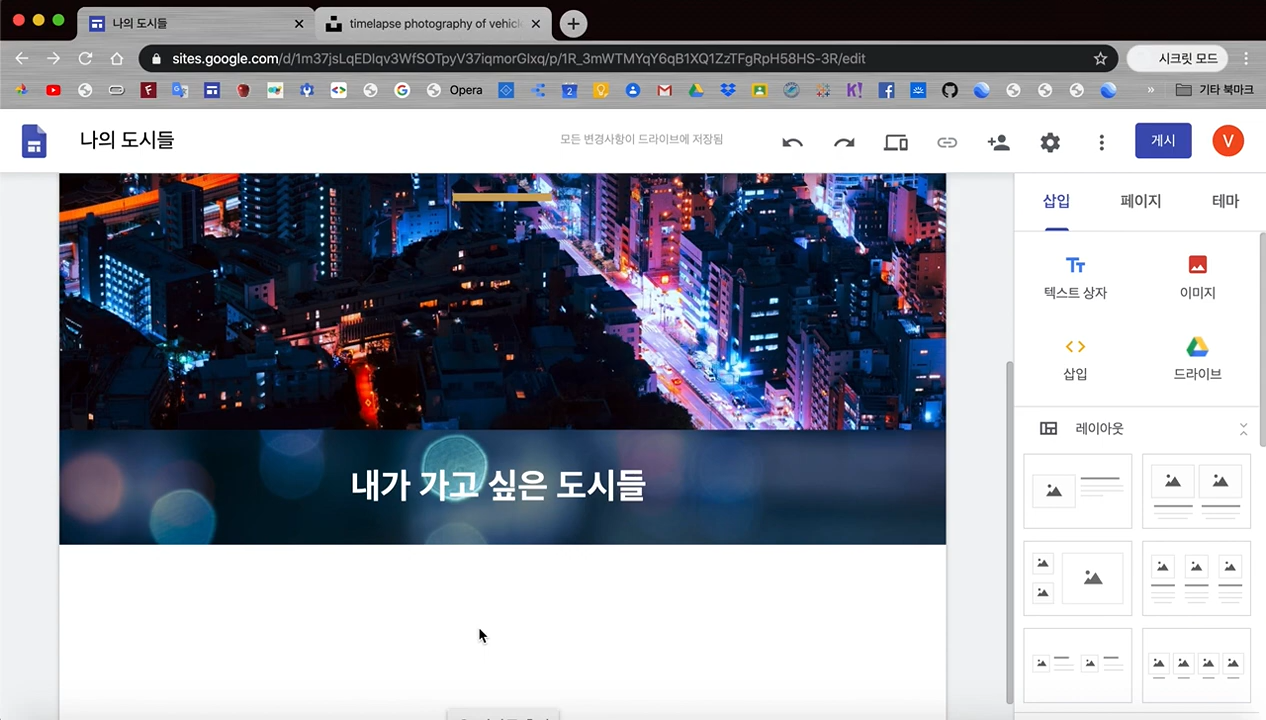 나의 도시들
timelapse photography of vehicl
sites.google.com/d/1m37jsLqEDIqv3WfSOTpyV37iqmorGlxq/p/1R_3mWTMYqY6qB1XQ1ZzTFgRpH58HS-3R/edit
시크릿 모드
Opera
기타 북마크
나의 도시들
모든 변경사항이 드라이브에 저장됨
게시
V
삽입
페이지
테마
텍스트 상자
이미지
삽입
드라이브
레이아웃
내가 가고 싶은 도시들